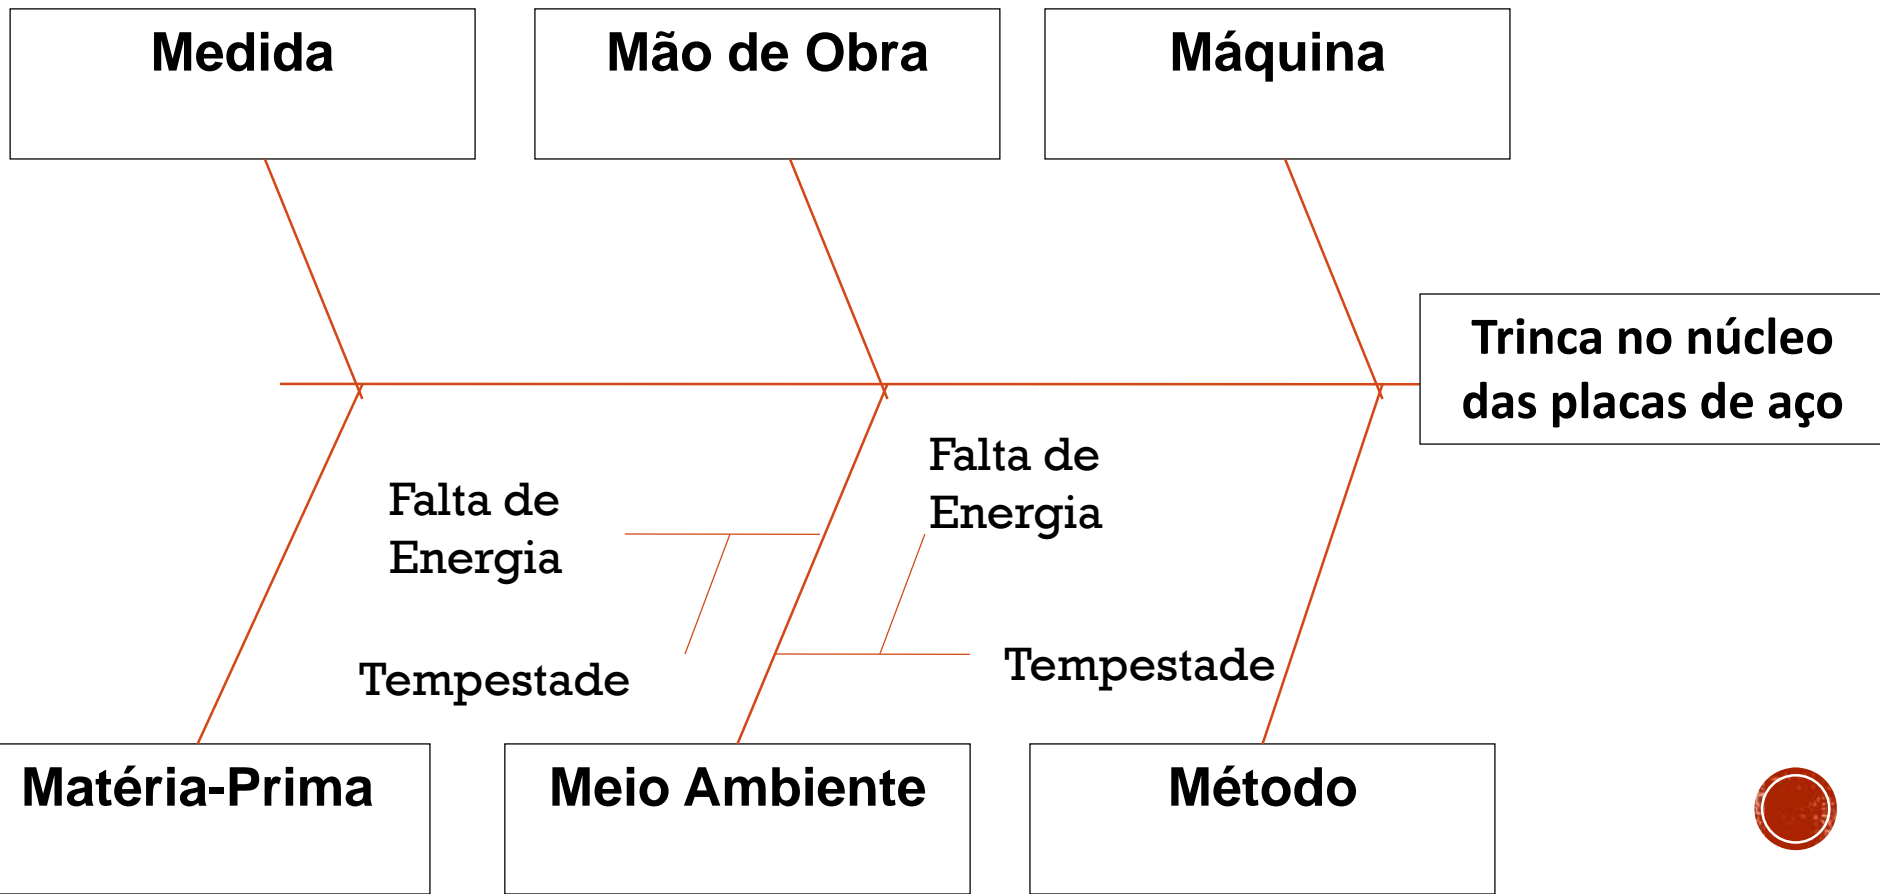 Medida
Mão de Obra
Máquina
Trinca no núcleo
das placas de aço
Falta de
Energia
Falta de
Energia
Tempestade
Tempestade
Matéria-Prima
Meio Ambiente
Método